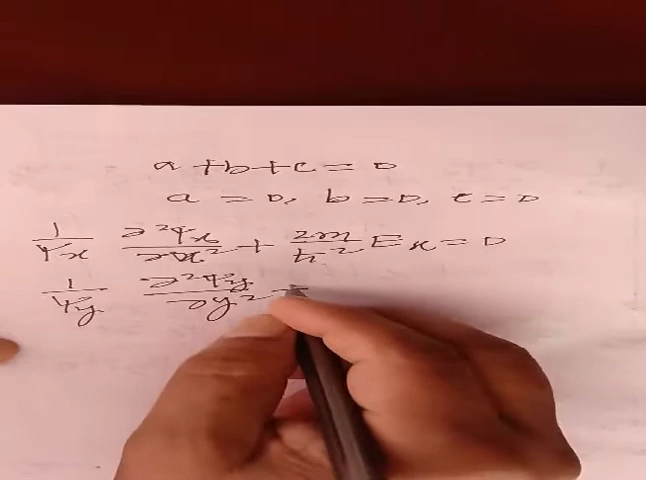 a + b + c = 0
a = 0, b = 0, c = 0
1/Ψx ∂²Ψx/∂x² + 2m/ħ² Ex = 0
1/Ψy ∂²Ψy/∂y²